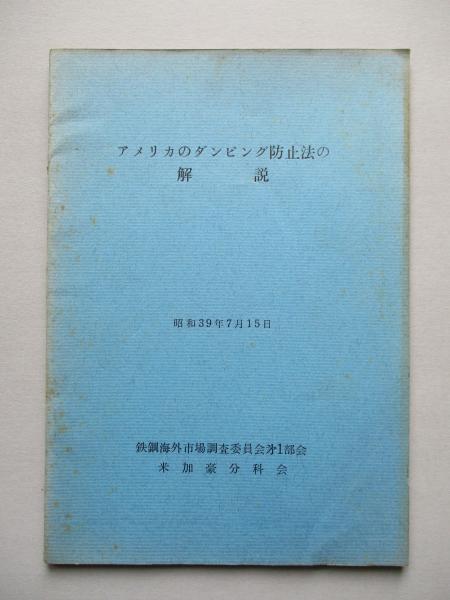 アメリカのダンピング防止法の
解説
昭和39年7月15日
鉄鋼海外市場調査委員会才1部会
米加豪分科会